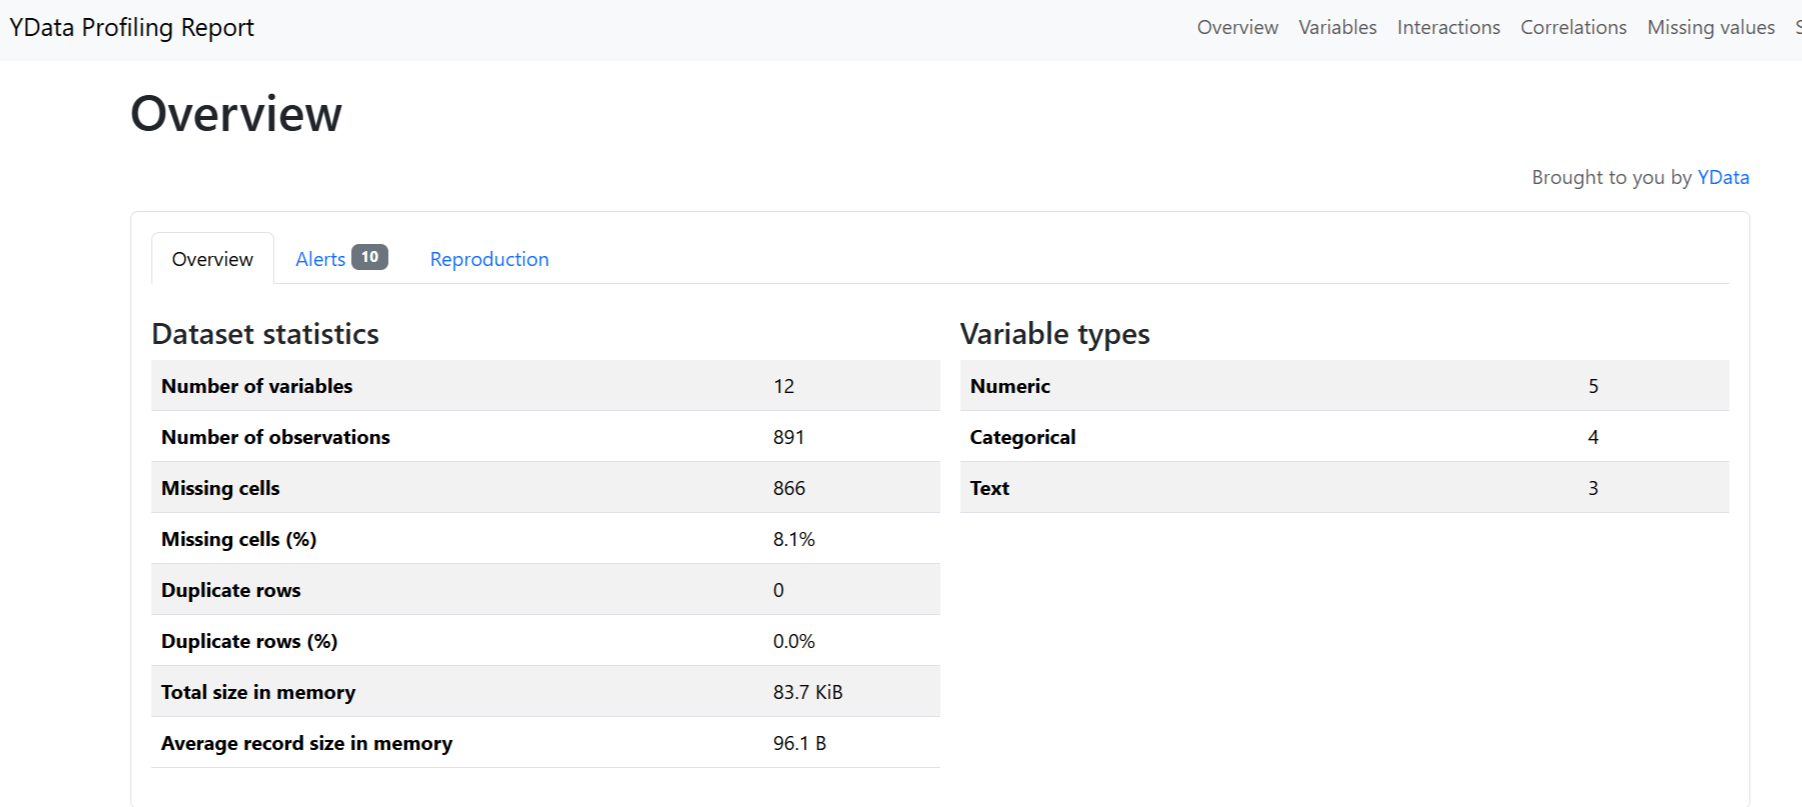 YData Profiling Report Overview Variables Interactions Correlations Missing values
Overview
Brought to you by YData
Overview Alerts 10 Reproduction
Dataset statistics
Number of variables 12
Number of observations 891
Missing cells 866
Missing cells (%) 8.1%
Duplicate rows 0
Duplicate rows (%) 0.0%
Total size in memory 83.7 KiB
Average record size in memory 96.1 B
Variable types
Numeric 5
Categorical 4
Text 3